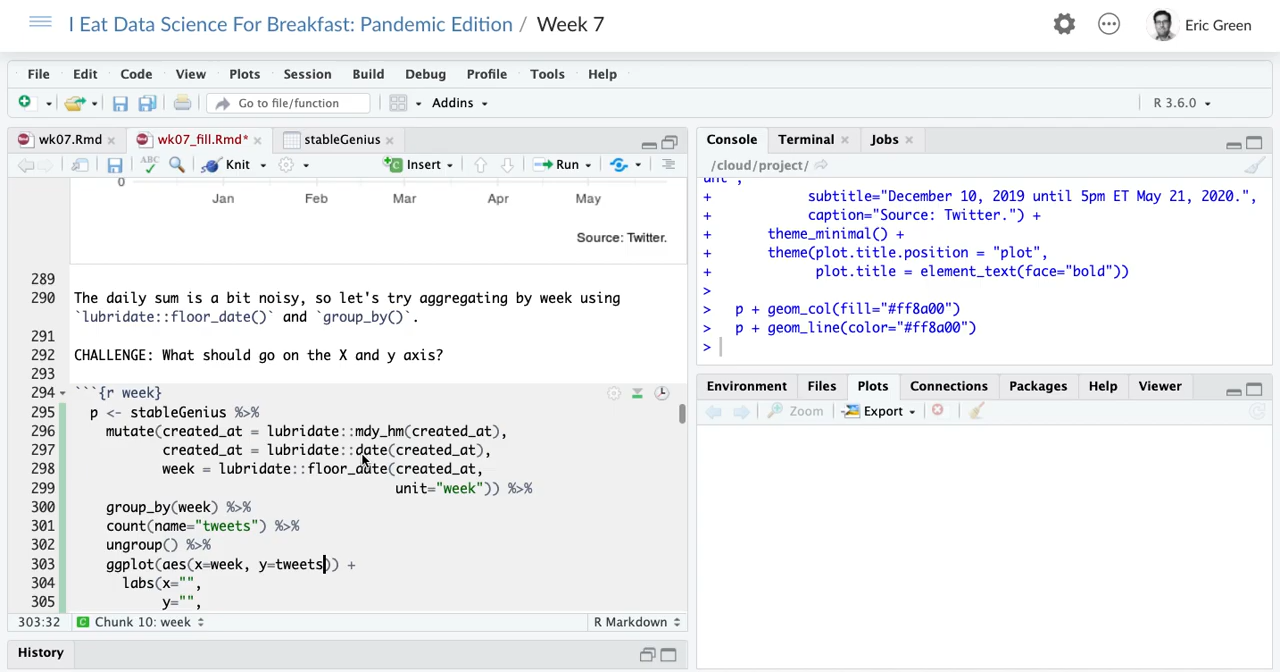 I Eat Data Science For Breakfast: Pandemic Edition / Week 7
Eric Green
File Edit Code View Plots Session Build Debug Profile Tools Help
Go to file/function
Addins
R 3.6.0
wk07.Rmd
wk07_fill.Rmd*
stableGenius
ABC
Knit
Insert
Run
0
Jan Feb Mar Apr May
Source: Twitter.
289
290 The daily sum is a bit noisy, so let's try aggregating by week using
`lubridate::floor_date()` and `group_by()`.
291
292 CHALLENGE: What should go on the X and y axis?
293
294 ```{r week}
295 p <- stableGenius %>%
296 mutate(created_at = lubridate::mdy_hm(created_at),
297 created_at = lubridate::date(created_at),
298 week = lubridate::floor_date(created_at,
299 unit="week")) %>%
300 group_by(week) %>%
301 count(name="tweets") %>%
302 ungroup() %>%
303 ggplot(aes(x=week, y=tweets)) +
304 labs(x="",
305 y="",
303:32 Chunk 10: week R Markdown
History
Console Terminal Jobs
/cloud/project/
unt",
+ subtitle="December 10, 2019 until 5pm ET May 21, 2020.",
+ caption="Source: Twitter.") +
+ theme_minimal() +
+ theme(plot.title.position = "plot",
+ plot.title = element_text(face="bold"))
>
> p + geom_col(fill="#ff8a00")
> p + geom_line(color="#ff8a00")
>
Environment Files Plots Connections Packages Help Viewer
Zoom Export